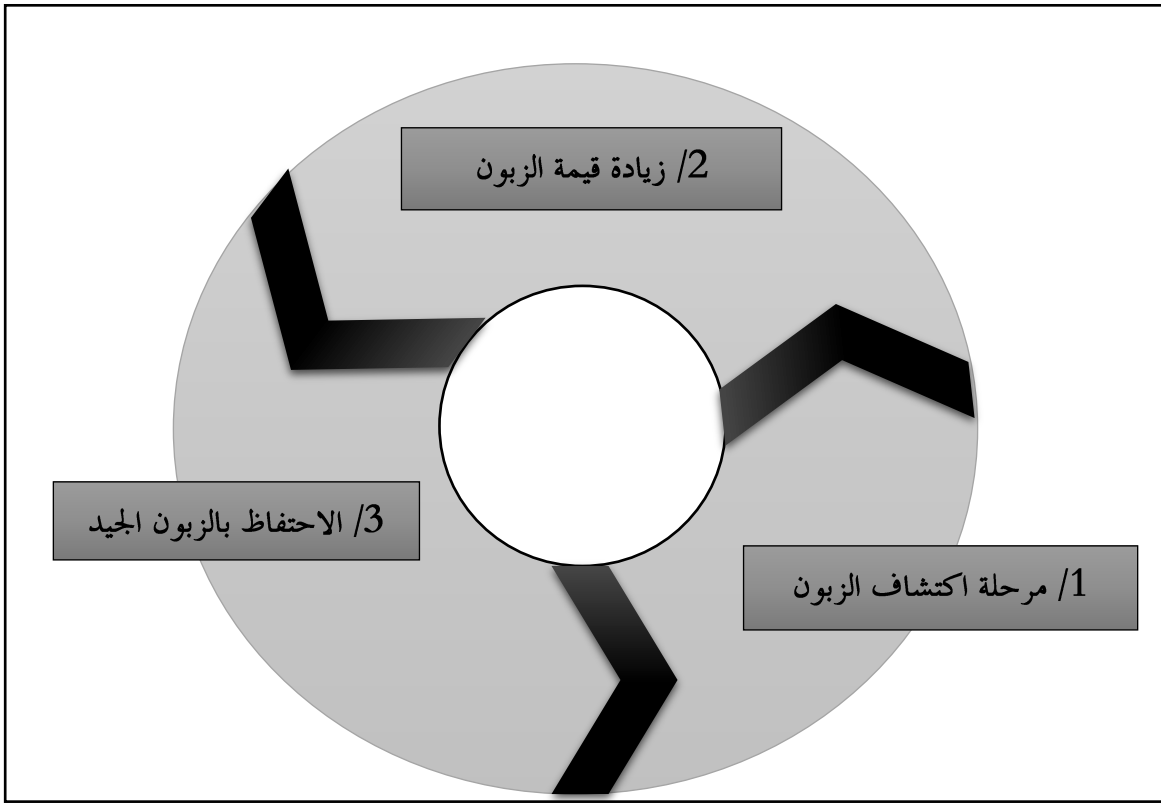 1/ مرحلة اكتشاف الزبون
2/ زيادة قيمة الزبون
3/ الاحتفاظ بالزبون الجيد